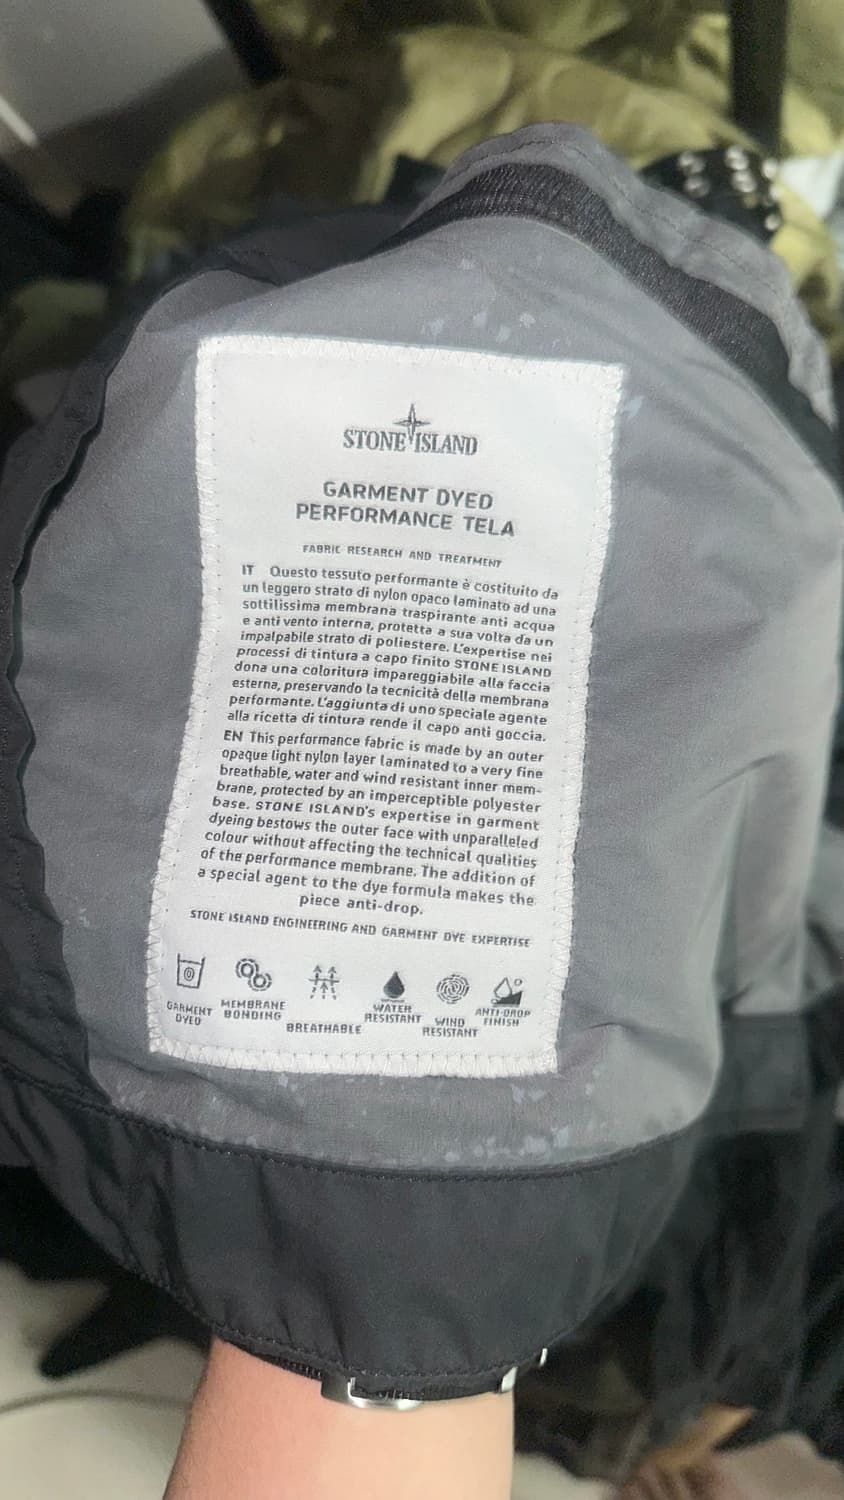 STONE ISLAND
GARMENT DYED
PERFORMANCE TELA
FABRIC RESEARCH AND TREATMENT
IT Questo tessuto performante è costituito da
un leggero strato di nylon opaco laminato ad una
sottilissima membrana traspirante anti acqua
e anti vento interna, protetta a sua volta da un
impalpabile strato di poliestere. L'expertise nei
processi di tintura a capo finito STONE ISLAND
dona una coloritura impareggiabile alla faccia
esterna, preservando la tecnicità della membrana
performante. L'aggiunta di uno speciale agente
alla ricetta di tintura rende il capo anti goccia.
EN This performance fabric is made by an outer
opaque light nylon layer laminated to a very fine
breathable, water and wind resistant inner mem-
brane, protected by an imperceptible polyester
base. STONE ISLAND's expertise in garment
dyeing bestows the outer face with unparalleled
colour without affecting the technical qualities
of the performance membrane. The addition of
a special agent to the dye formula makes the
piece anti-drop.
STONE ISLAND ENGINEERING AND GARMENT DYE EXPERTISE
GARMENT
DYED
MEMBRANE
BONDING
BREATHABLE
WATER
RESISTANT
WIND
RESISTANT
ANTI-DROP
FINISH